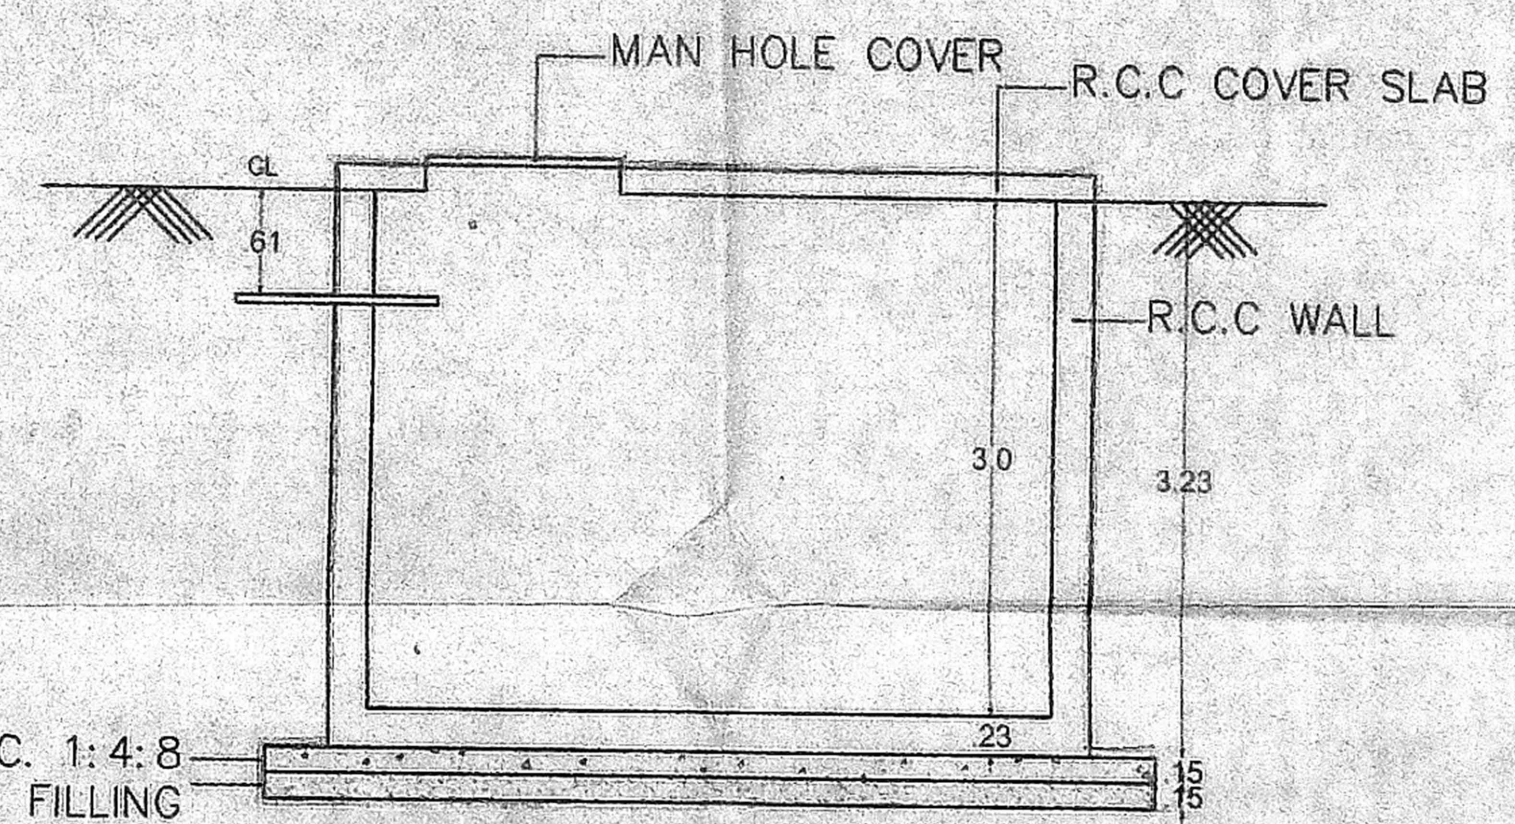 MAN HOLE COVER
R.C.C COVER SLAB
GL
61
R.C.C WALL
3.0
3.23
23
C. 1:4:8
.15
FILLING
.15